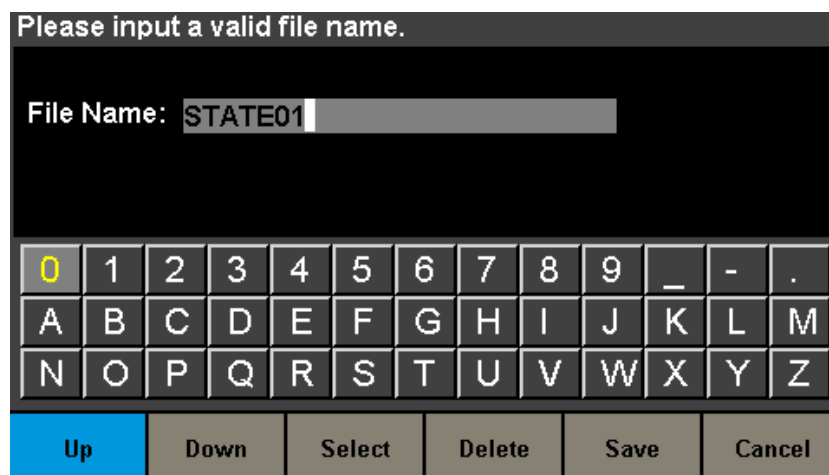 Please input a valid file name.
File Name: STATE01
0 1 2 3 4 5 6 7 8 9 _ - .
A B C D E F G H I J K L M
N O P Q R S T U V W X Y Z
Up Down Select Delete Save Cancel